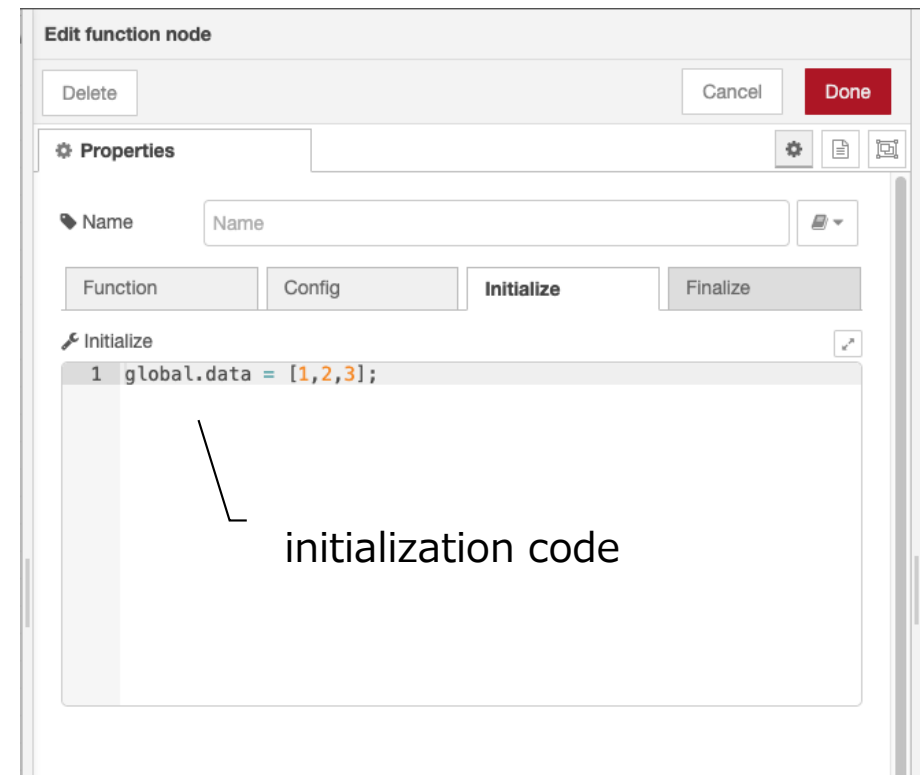 Edit function node
Delete
Cancel
Done
Properties
Name
Name
Function
Config
Initialize
Finalize
Initialize
1 global.data = [1,2,3];
initialization code